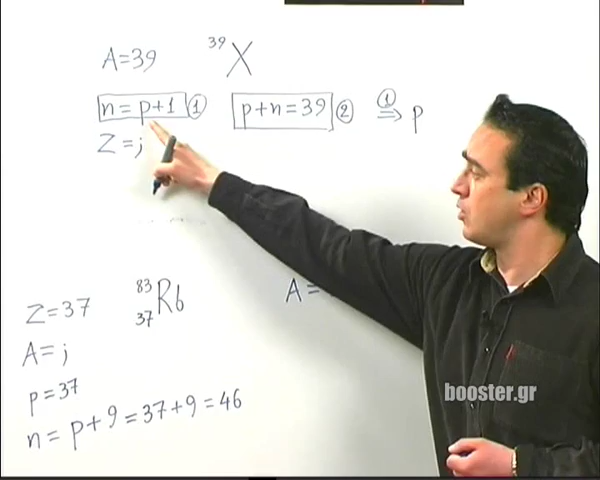 A=39 ³⁹X
n = p+1 ① p+n=39 ② ①⇒ p
Z = ;
Z=37 ⁸³₃₇Rb A=
A= ;
p=37
n = p+9 = 37+9 = 46
booster.gr